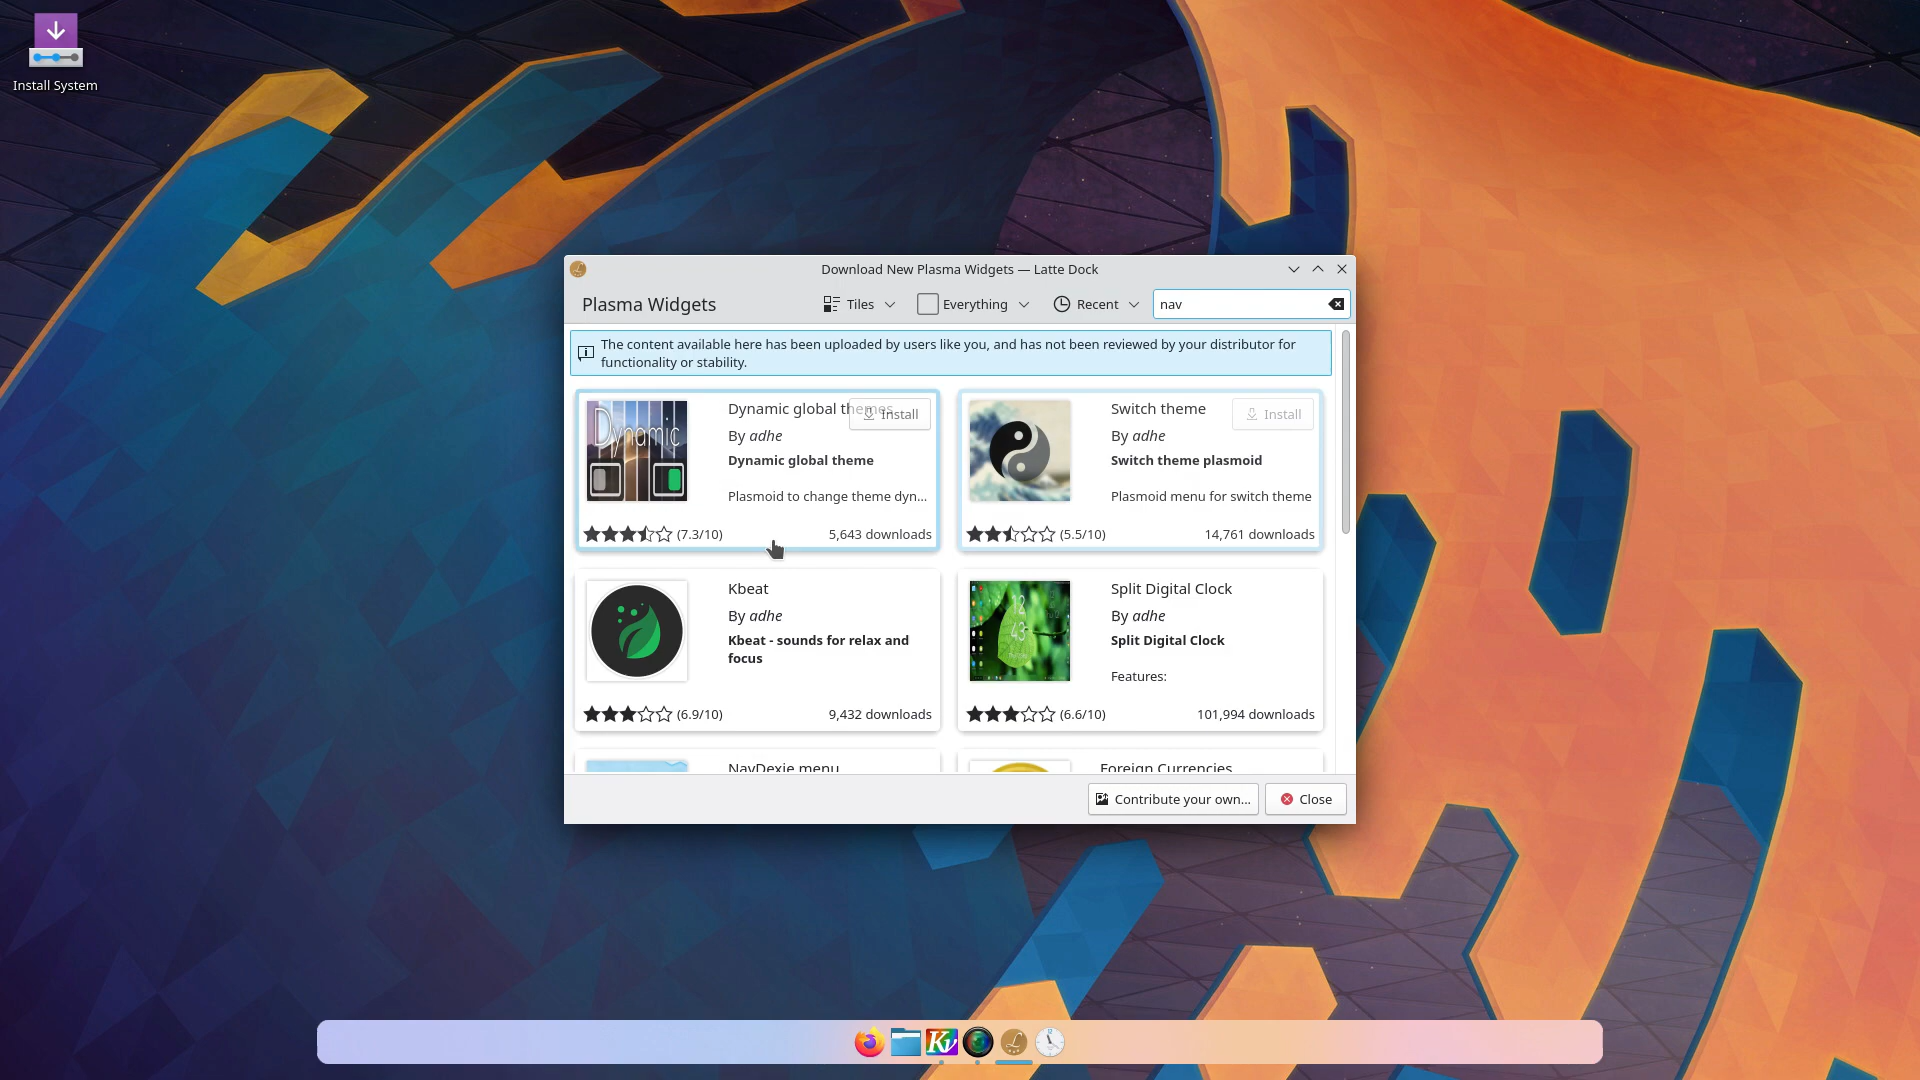 Install System
Download New Plasma Widgets — Latte Dock
Plasma Widgets
Tiles
Everything
Recent
nav
The content available here has been uploaded by users like you, and has not been reviewed by your distributor for
functionality or stability.
Dynamic
Dynamic global themes
Install
By adhe
Dynamic global theme
Plasmoid to change theme dyn...
(7.3/10)
5,643 downloads
Switch theme
Install
By adhe
Switch theme plasmoid
Plasmoid menu for switch theme
(5.5/10)
14,761 downloads
Kbeat
By adhe
Kbeat - sounds for relax and
focus
(6.9/10)
9,432 downloads
12
43
Split Digital Clock
By adhe
Split Digital Clock
Features:
(6.6/10)
101,994 downloads
NavDexie menu
Foreign Currencies
Contribute your own...
Close
Kv
L